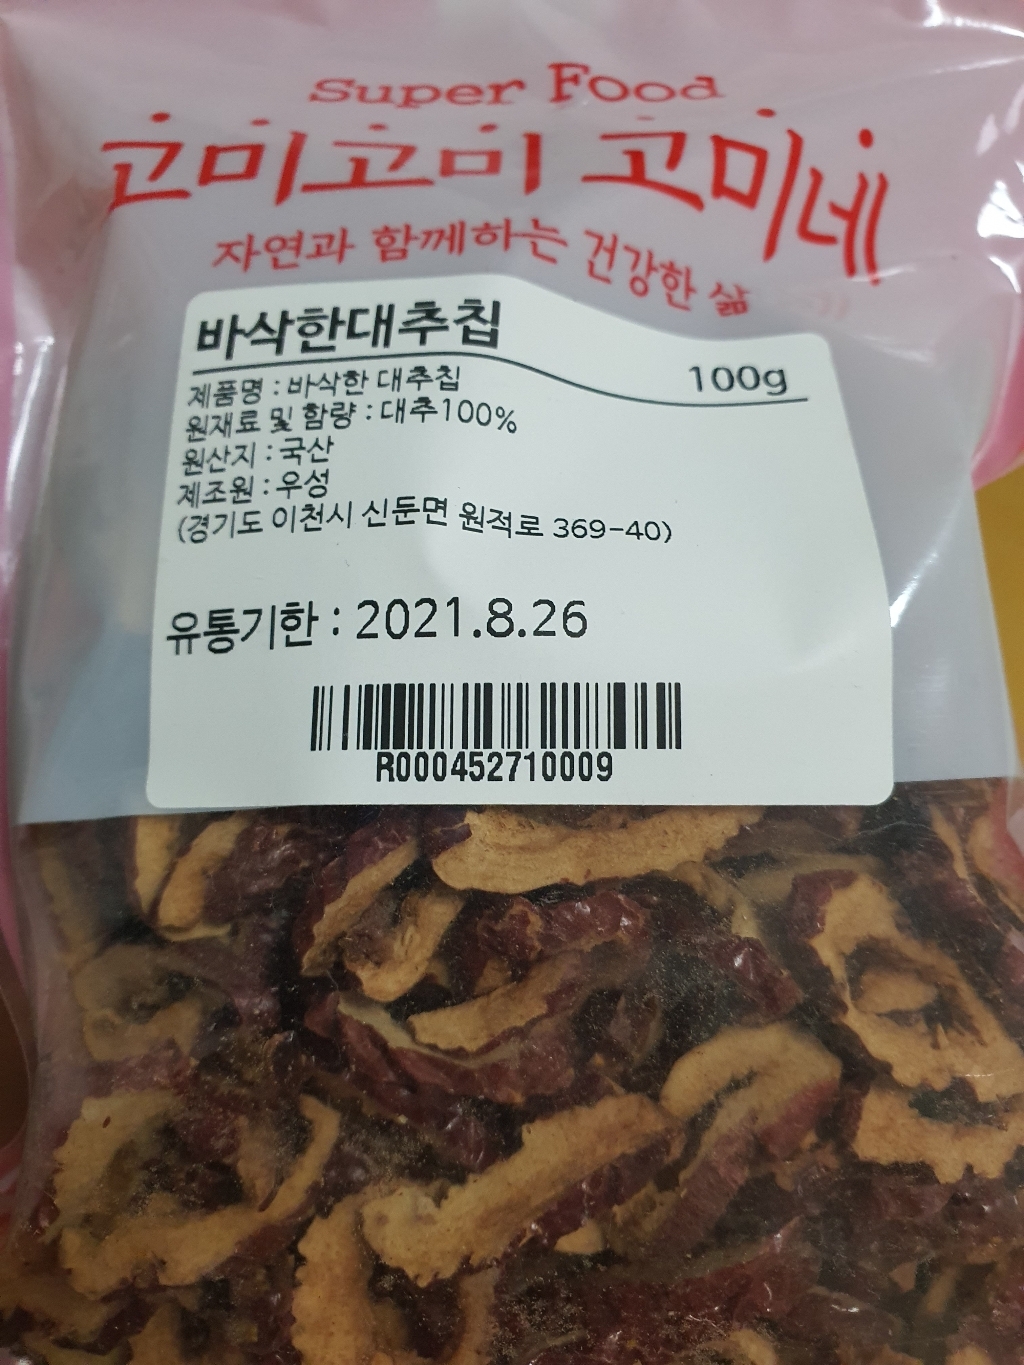 Super Food
고미고미 고미네
자연과 함께하는 건강한 삶
바삭한대추칩
100g
제품명 : 바삭한 대추칩
원재료 및 함량 : 대추100%
원산지 : 국산
제조원 : 우성
(경기도 이천시 신둔면 원적로 369-40)
유통기한 : 2021.8.26
R000452710009